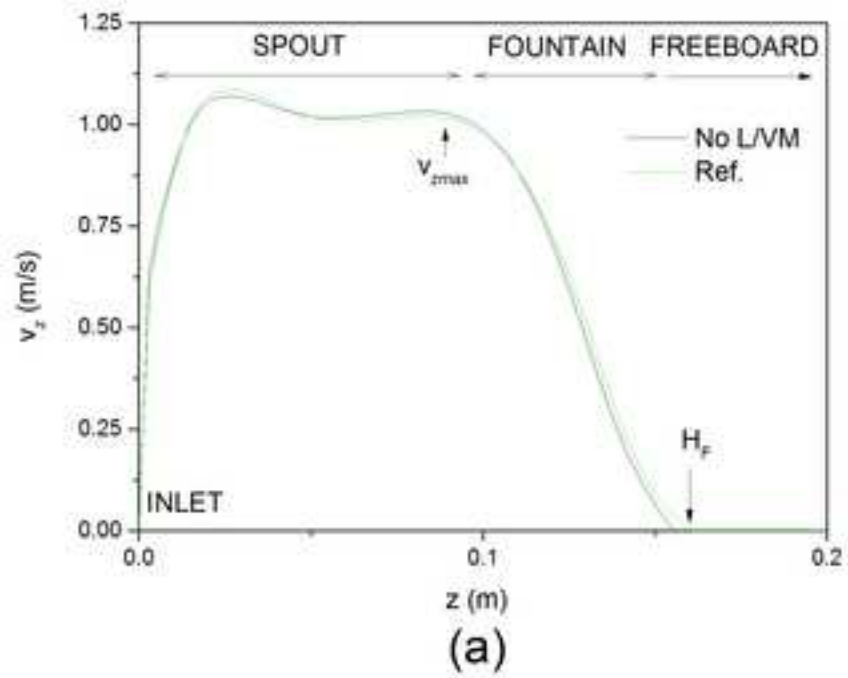 1.25
SPOUT FOUNTAIN FREEBOARD
1.00
No L/VM
v_zmax
Ref.
0.75
v_z (m/s)
0.50
0.25
H_F
INLET
0.00
0.0 0.1 0.2
z (m)
(a)